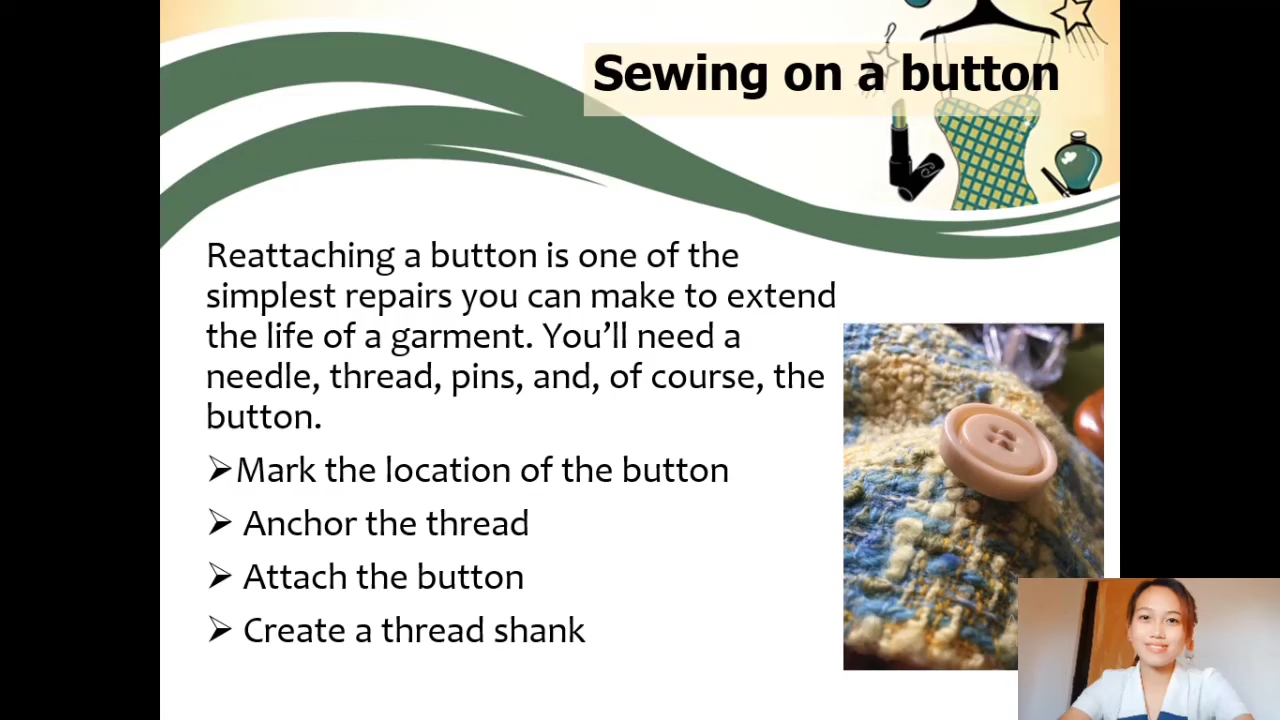 Sewing on a button
Reattaching a button is one of the
simplest repairs you can make to extend
the life of a garment. You’ll need a
needle, thread, pins, and, of course, the
button.
➢Mark the location of the button
➢ Anchor the thread
➢ Attach the button
➢ Create a thread shank